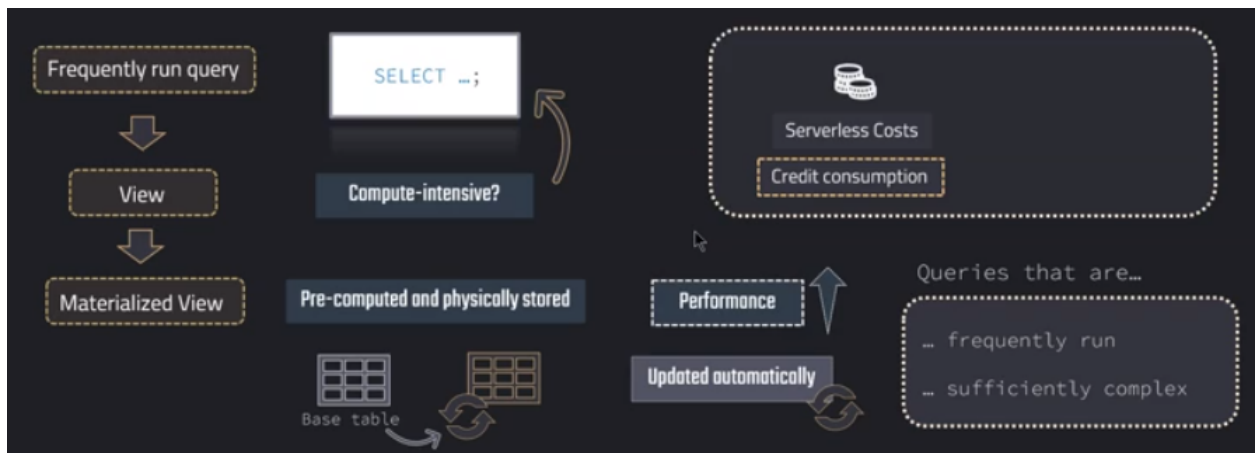 Frequently run query
View
Materialized View
SELECT …;
Compute-intensive?
Pre-computed and physically stored
Base table
Serverless Costs
Credit consumption
Performance
Updated automatically
Queries that are…
… frequently run
… sufficiently complex